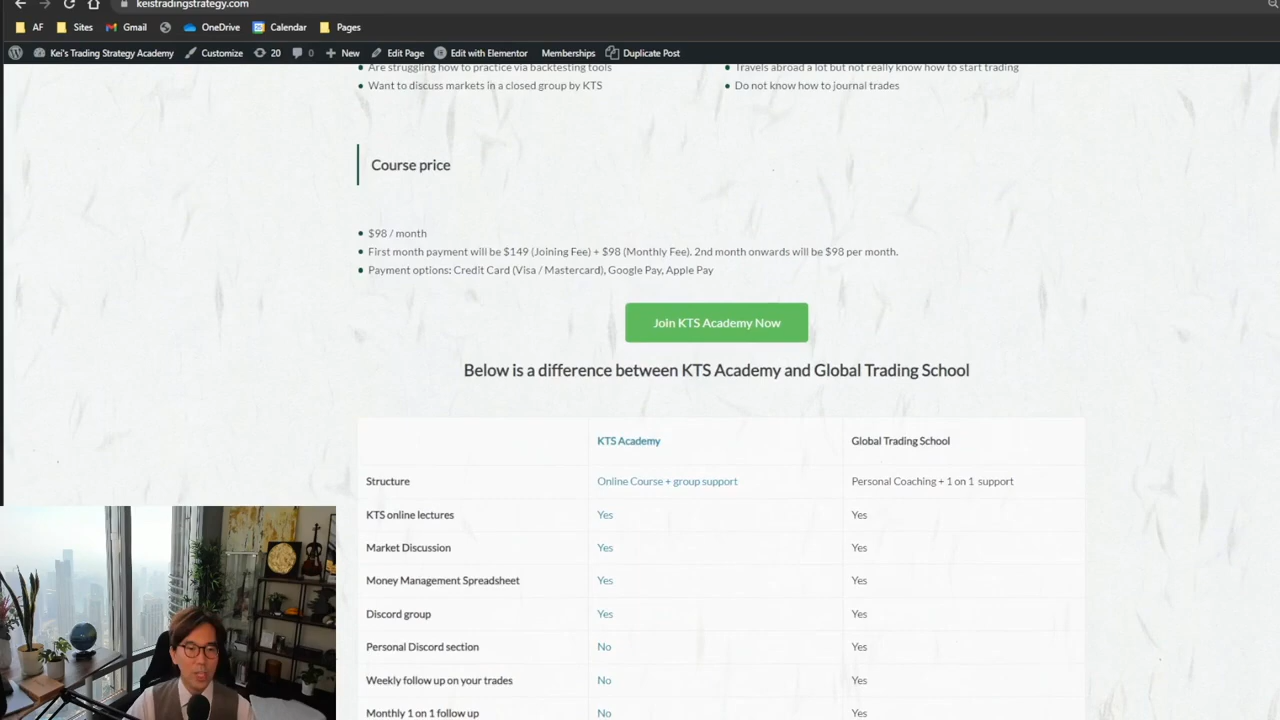 keistradingstrategy.com
AF Sites Gmail OneDrive Calendar Pages
Kei's Trading Strategy Academy Customize 20 0 New Edit Page Edit with Elementor Memberships Duplicate Post
Are struggling how to practice via backtesting tools
Want to discuss markets in a closed group by KTS
Travels abroad a lot but not really know how to start trading
Do not know how to journal trades
Course price
$98 / month
First month payment will be $149 (Joining Fee) + $98 (Monthly Fee). 2nd month onwards will be $98 per month.
Payment options: Credit Card (Visa / Mastercard), Google Pay, Apple Pay
Join KTS Academy Now
Below is a difference between KTS Academy and Global Trading School
KTS Academy Global Trading School
Structure Online Course + group support Personal Coaching + 1 on 1 support
KTS online lectures Yes Yes
Market Discussion Yes Yes
Money Management Spreadsheet Yes Yes
Discord group Yes Yes
Personal Discord section No Yes
Weekly follow up on your trades No Yes
Monthly 1 on 1 follow up No Yes